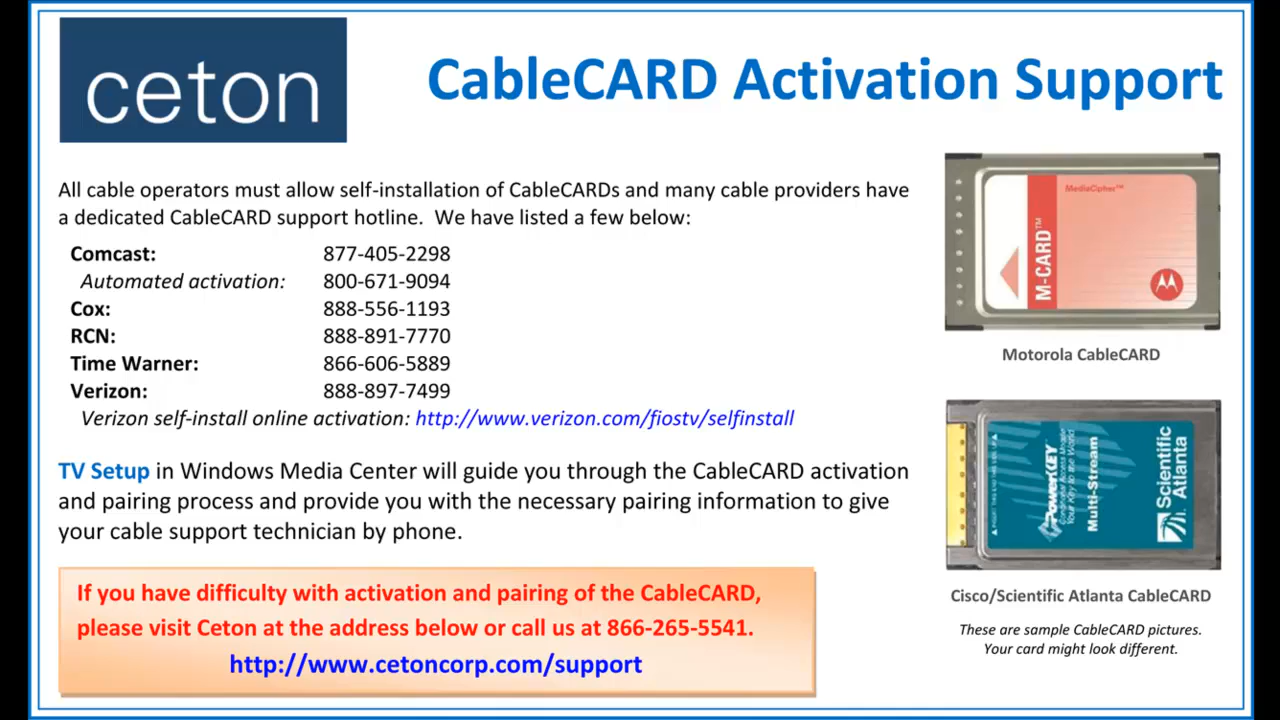 ceton
CableCARD Activation Support
All cable operators must allow self-installation of CableCARDs and many cable providers have
a dedicated CableCARD support hotline.  We have listed a few below:
Comcast: 877-405-2298
Automated activation: 800-671-9094
Cox: 888-556-1193
RCN: 888-891-7770
Time Warner: 866-606-5889
Verizon: 888-897-7499
Verizon self-install online activation: http://www.verizon.com/fiostv/selfinstall
TV Setup in Windows Media Center will guide you through the CableCARD activation
and pairing process and provide you with the necessary pairing information to give
your cable support technician by phone.
If you have difficulty with activation and pairing of the CableCARD,
please visit Ceton at the address below or call us at 866-265-5541.
http://www.cetoncorp.com/support
MediaCipher™
M-CARD™
Motorola CableCARD
PowerKEY
Your Key to the World
Multi-Stream
Scientific
Atlanta
Cisco/Scientific Atlanta CableCARD
These are sample CableCARD pictures.
Your card might look different.